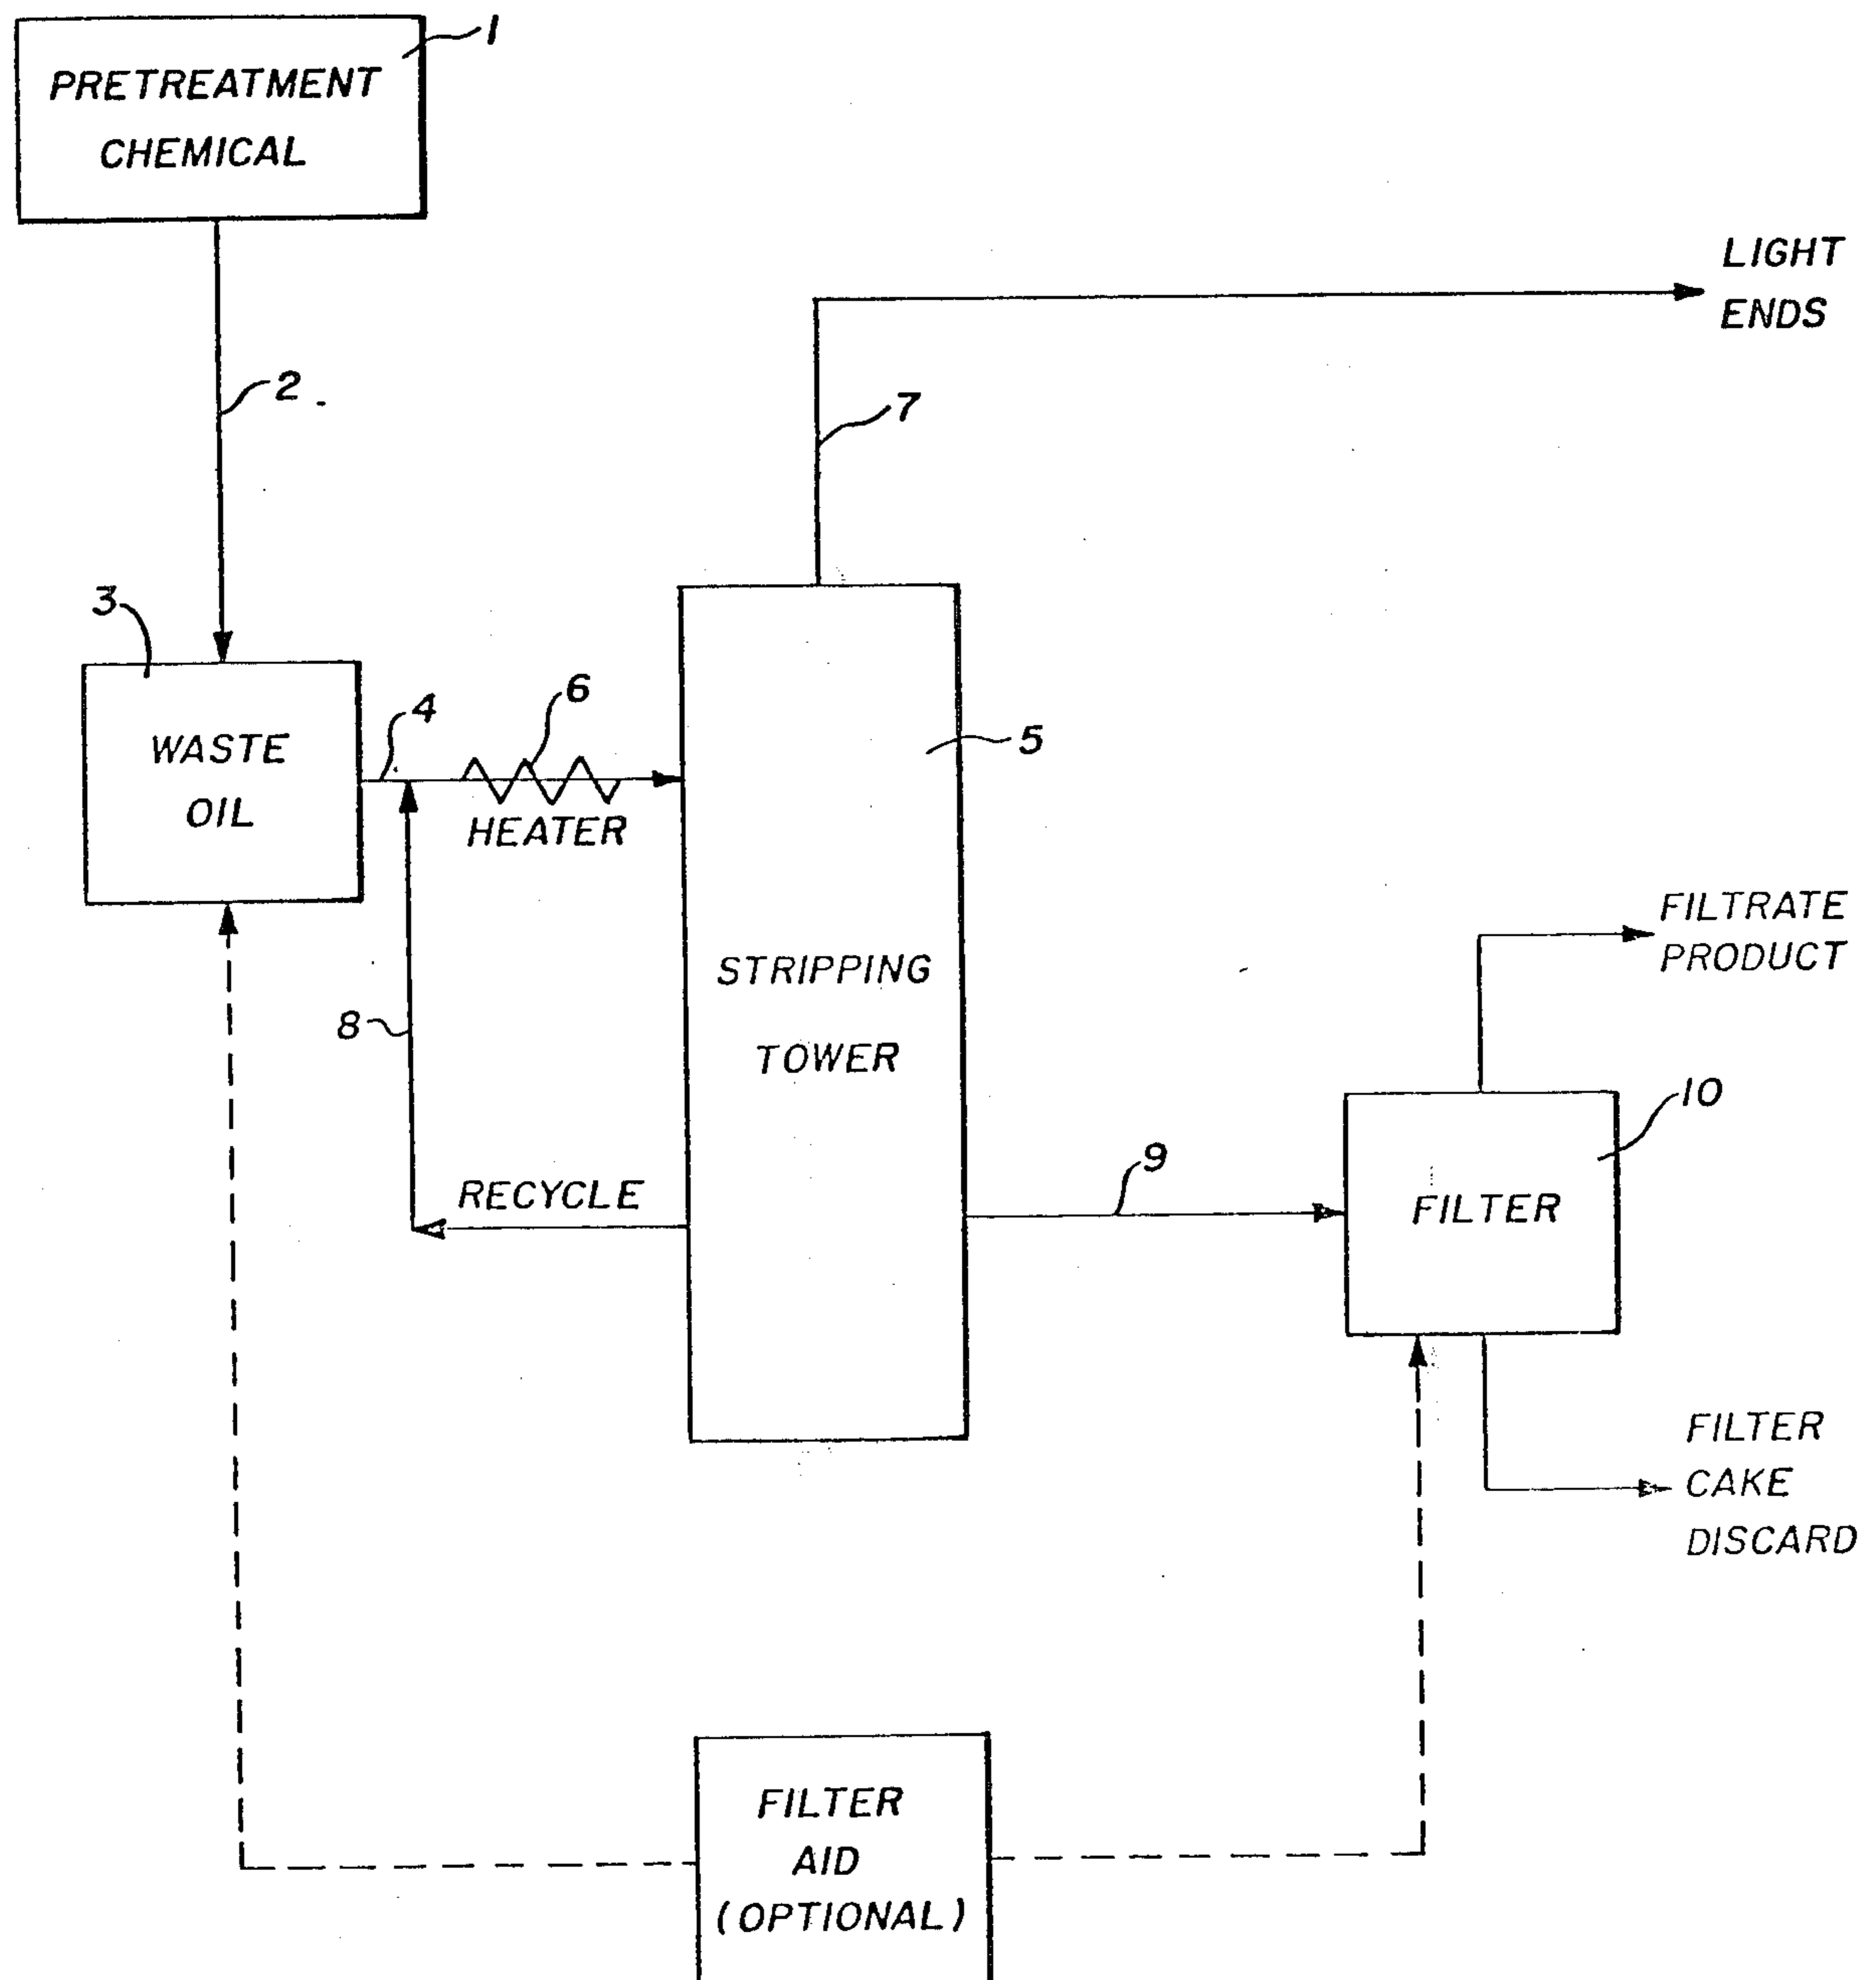 1
PRETREATMENT
CHEMICAL
LIGHT
ENDS
2
7
3
6
4
5
WASTE
OIL
HEATER
FILTRATE
PRODUCT
STRIPPING
8
TOWER
10
9
RECYCLE
FILTER
FILTER
CAKE
DISCARD
FILTER
AID
(OPTIONAL)